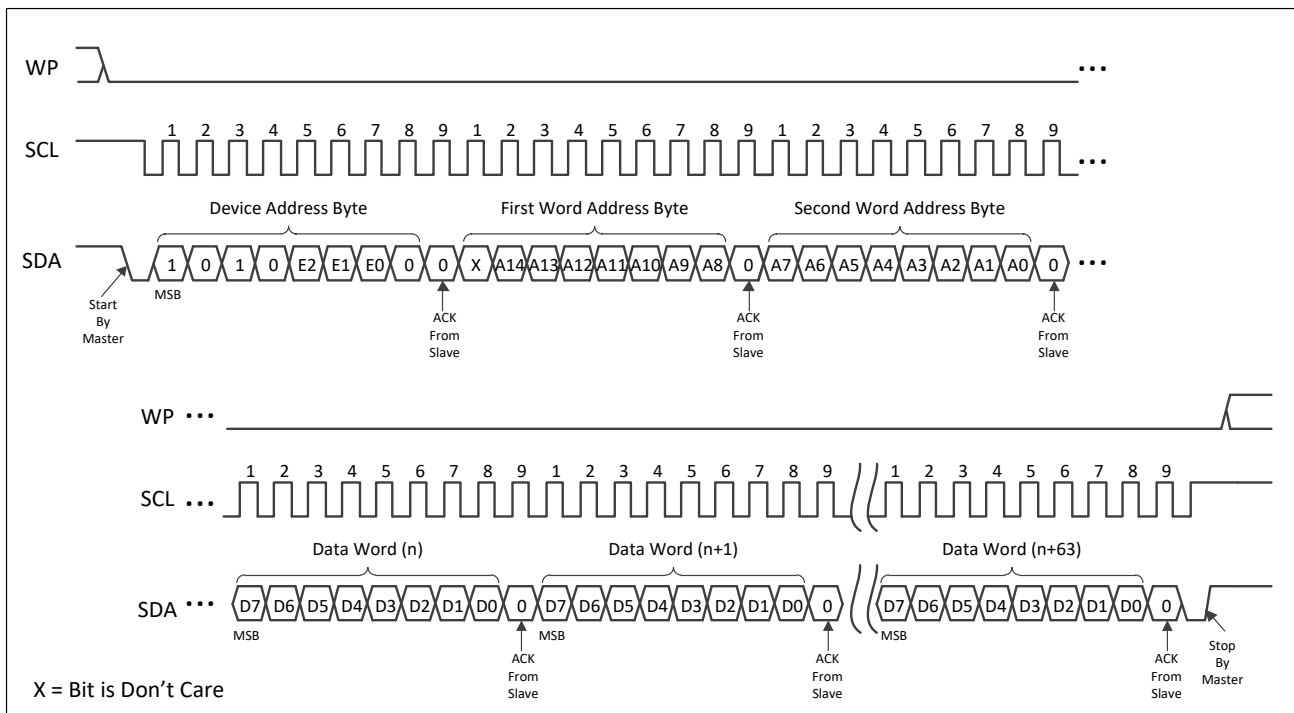 WP ...
1 2 3 4 5 6 7 8 9 1 2 3 4 5 6 7 8 9 1 2 3 4 5 6 7 8 9
SCL ...
Device Address Byte First Word Address Byte Second Word Address Byte
SDA 1 0 1 0 E2 E1 E0 0 0 X A14 A13 A12 A11 A10 A9 A8 0 A7 A6 A5 A4 A3 A2 A1 A0 0 ...
MSB
Start By Master
ACK From Slave
ACK From Slave
ACK From Slave
WP ...
1 2 3 4 5 6 7 8 9 1 2 3 4 5 6 7 8 9 1 2 3 4 5 6 7 8 9
SCL ...
Data Word (n) Data Word (n+1) Data Word (n+63)
SDA ... D7 D6 D5 D4 D3 D2 D1 D0 0 D7 D6 D5 D4 D3 D2 D1 D0 0 D7 D6 D5 D4 D3 D2 D1 D0 0
MSB MSB MSB
ACK From Slave
ACK From Slave
ACK From Slave
Stop By Master
X = Bit is Don’t Care